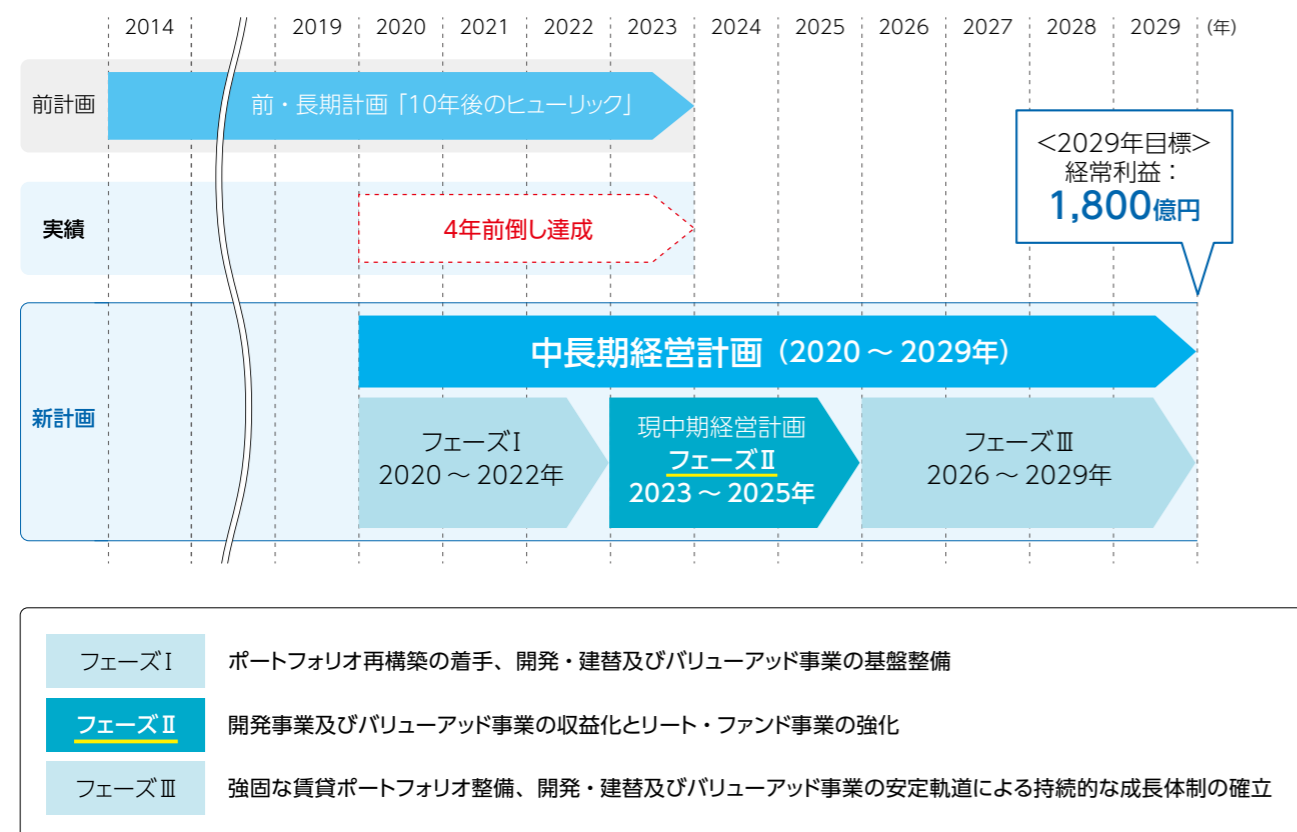 2014 2019 2020 2021 2022 2023 2024 2025 2026 2027 2028 2029 (年)
前計画
前・長期計画「10年後のヒューリック」
<2029年目標>
経常利益：
1,800億円
実績
4年前倒し達成
新計画
中長期経営計画（2020～2029年）
フェーズⅠ
2020～2022年
現中期経営計画
フェーズⅡ
2023～2025年
フェーズⅢ
2026～2029年
フェーズⅠ ポートフォリオ再構築の着手、開発・建替及びバリューアッド事業の基盤整備
フェーズⅡ 開発事業及びバリューアッド事業の収益化とリート・ファンド事業の強化
フェーズⅢ 強固な賃貸ポートフォリオ整備、開発・建替及びバリューアッド事業の安定軌道による持続的な成長体制の確立